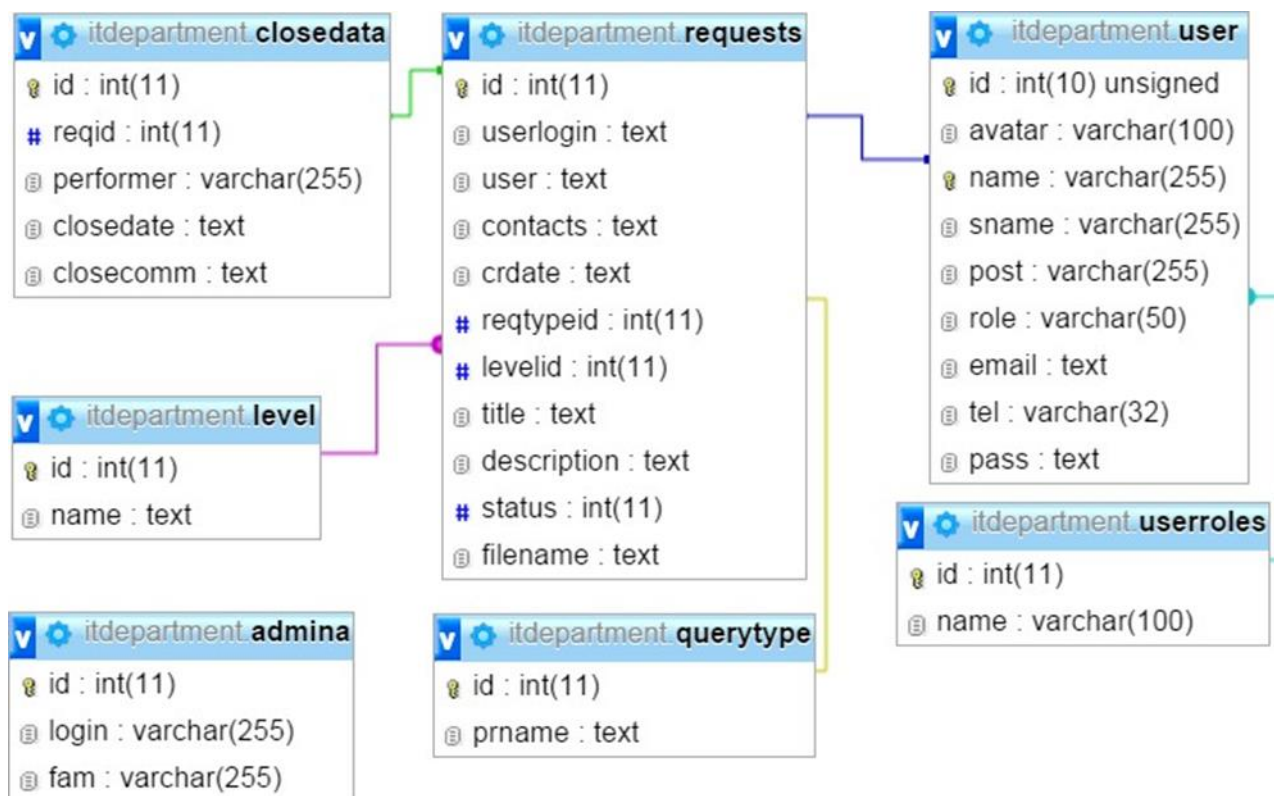 itdepartment.closedata
id : int(11)
reqid : int(11)
performer : varchar(255)
closedate : text
closecomm : text
itdepartment.requests
id : int(11)
userlogin : text
user : text
contacts : text
crdate : text
reqtypeid : int(11)
levelid : int(11)
title : text
description : text
status : int(11)
filename : text
itdepartment.user
id : int(10) unsigned
avatar : varchar(100)
name : varchar(255)
sname : varchar(255)
post : varchar(255)
role : varchar(50)
email : text
tel : varchar(32)
pass : text
itdepartment.level
id : int(11)
name : text
itdepartment.userroles
id : int(11)
name : varchar(100)
itdepartment.admina
id : int(11)
login : varchar(255)
fam : varchar(255)
itdepartment.querytype
id : int(11)
prname : text